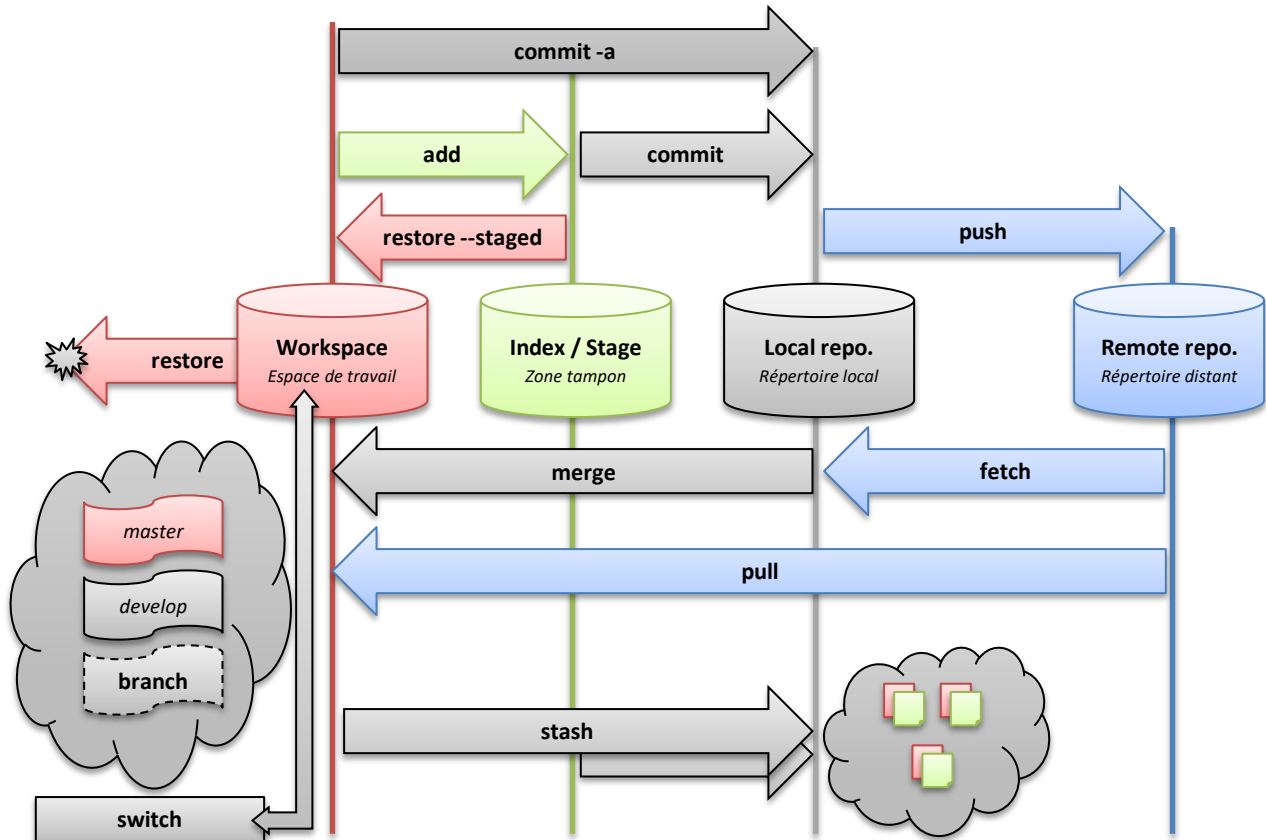 commit -a
add
commit
restore --staged
push
restore
Workspace
Espace de travail
Index / Stage
Zone tampon
Local repo.
Répertoire local
Remote repo.
Répertoire distant
merge
fetch
master
pull
develop
branch
stash
switch